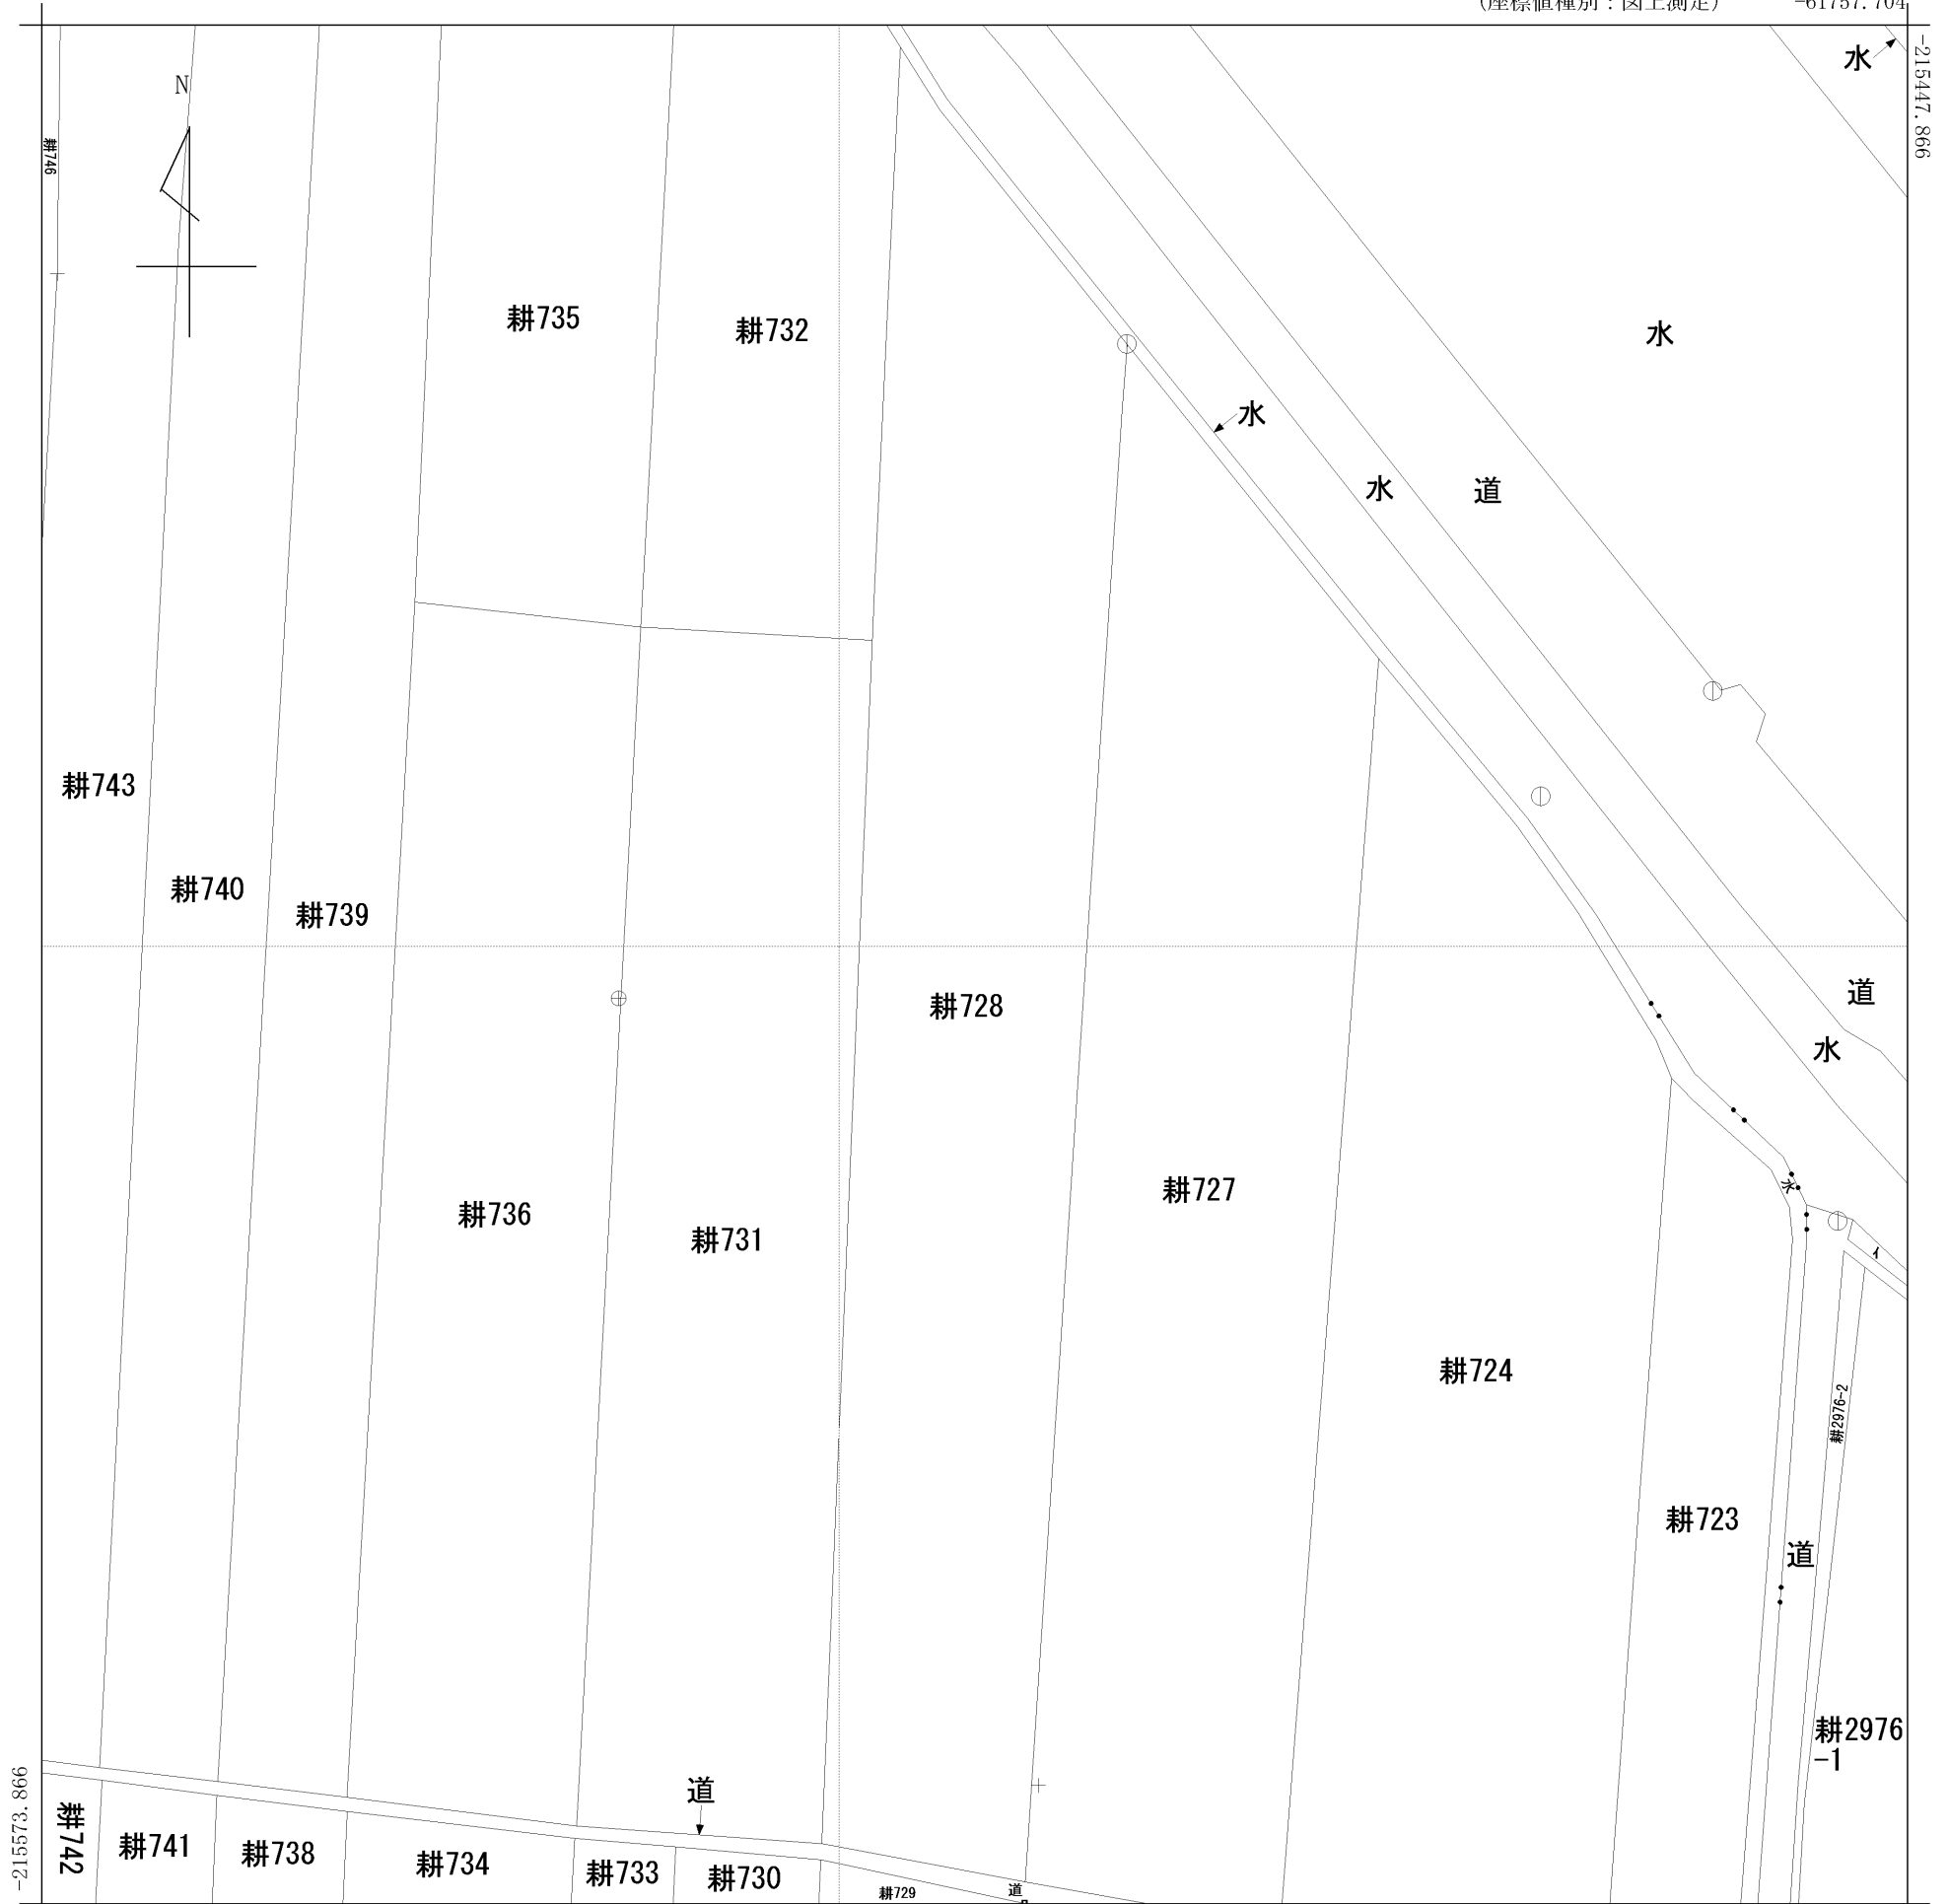 (座標値種別：図上測定)
-61757.704
-215447.866
水
N
耕746
耕735
耕732
水
水
水
道
耕743
耕740
耕739
耕728
道
水
耕727
水
耕736
耕731
イ
耕724
耕2976-2
耕723
道
耕2976
-1
-215573.866
道
耕742
耕741
耕738
耕734
耕733
耕730
耕729
道